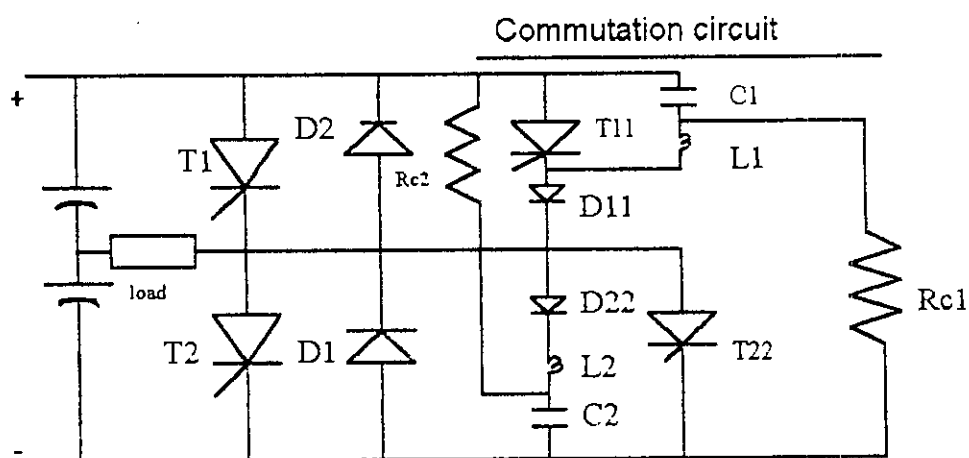 Commutation circuit
+
C1
D2
T11
T1
L1
Rc2
D11
load
D22
Rc1
T2
D1
T22
L2
C2
-